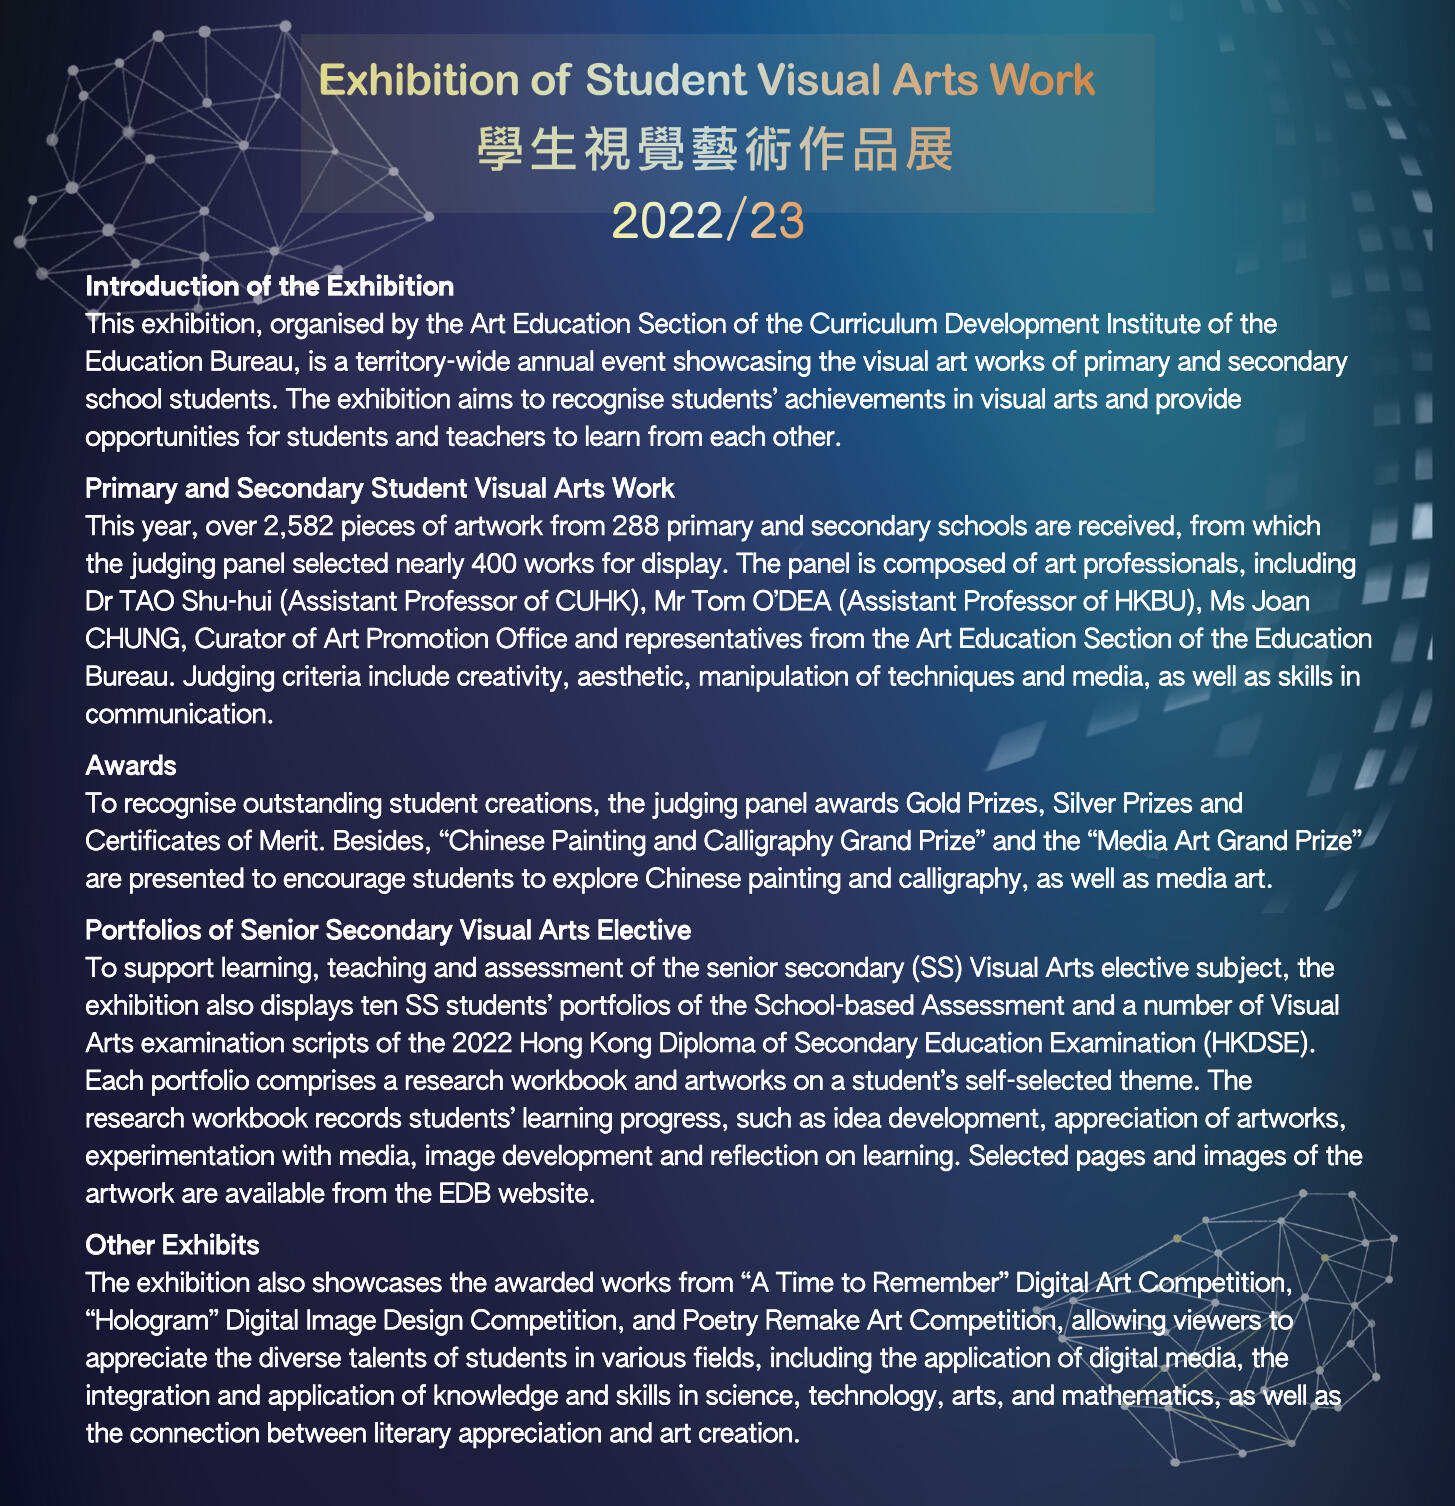 Exhibition of Student Visual Arts Work
學生視覺藝術作品展
2022/23
Introduction of the Exhibition
This exhibition, organised by the Art Education Section of the Curriculum Development Institute of the
Education Bureau, is a territory-wide annual event showcasing the visual art works of primary and secondary
school students. The exhibition aims to recognise students’ achievements in visual arts and provide
opportunities for students and teachers to learn from each other.
Primary and Secondary Student Visual Arts Work
This year, over 2,582 pieces of artwork from 288 primary and secondary schools are received, from which
the judging panel selected nearly 400 works for display. The panel is composed of art professionals, including
Dr TAO Shu-hui (Assistant Professor of CUHK), Mr Tom O’DEA (Assistant Professor of HKBU), Ms Joan
CHUNG, Curator of Art Promotion Office and representatives from the Art Education Section of the Education
Bureau. Judging criteria include creativity, aesthetic, manipulation of techniques and media, as well as skills in
communication.
Awards
To recognise outstanding student creations, the judging panel awards Gold Prizes, Silver Prizes and
Certificates of Merit. Besides, “Chinese Painting and Calligraphy Grand Prize” and the “Media Art Grand Prize”
are presented to encourage students to explore Chinese painting and calligraphy, as well as media art.
Portfolios of Senior Secondary Visual Arts Elective
To support learning, teaching and assessment of the senior secondary (SS) Visual Arts elective subject, the
exhibition also displays ten SS students’ portfolios of the School-based Assessment and a number of Visual
Arts examination scripts of the 2022 Hong Kong Diploma of Secondary Education Examination (HKDSE).
Each portfolio comprises a research workbook and artworks on a student’s self-selected theme. The
research workbook records students’ learning progress, such as idea development, appreciation of artworks,
experimentation with media, image development and reflection on learning. Selected pages and images of the
artwork are available from the EDB website.
Other Exhibits
The exhibition also showcases the awarded works from “A Time to Remember” Digital Art Competition,
“Hologram” Digital Image Design Competition, and Poetry Remake Art Competition, allowing viewers to
appreciate the diverse talents of students in various fields, including the application of digital media, the
integration and application of knowledge and skills in science, technology, arts, and mathematics, as well as
the connection between literary appreciation and art creation.